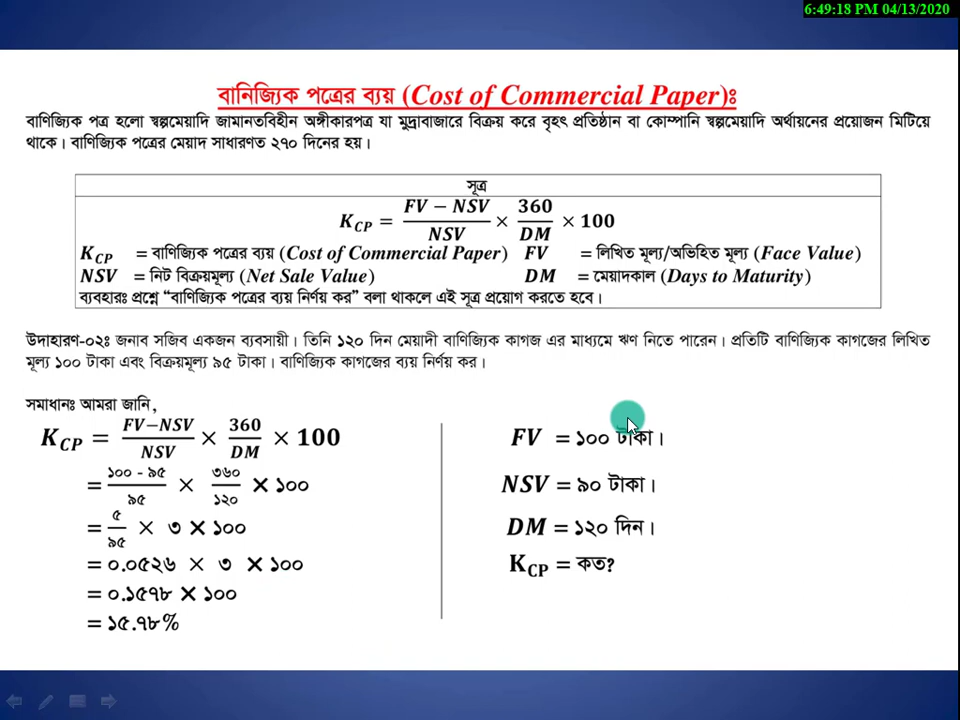 6:49:18 PM 04/13/2020
বানিজ্যিক পত্রের ব্যয় (Cost of Commercial Paper)ঃ
বাণিজ্যিক পত্র হলো স্বল্পমেয়াদি জামানতবিহীন অঙ্গীকারপত্র যা মুদ্রাবাজারে বিক্রয় করে বৃহৎ প্রতিষ্ঠান বা কোম্পানি স্বল্পমেয়াদি অর্থায়নের প্রয়োজন মিটিয়ে
থাকে। বাণিজ্যিক পত্রের মেয়াদ সাধারণত ২৭০ দিনের হয়।
সূত্র
K_CP = (FV − NSV)/NSV × 360/DM × 100
K_CP = বাণিজ্যিক পত্রের ব্যয় (Cost of Commercial Paper) FV = লিখিত মূল্য/অভিহিত মূল্য (Face Value)
NSV = নিট বিক্রয়মূল্য (Net Sale Value) DM = মেয়াদকাল (Days to Maturity)
ব্যবহারঃ প্রশ্নে “বাণিজ্যিক পত্রের ব্যয় নির্ণয় কর” বলা থাকলে এই সূত্র প্রয়োগ করতে হবে।
উদাহারণ-০২ঃ জনাব সজিব একজন ব্যবসায়ী। তিনি ১২০ দিন মেয়াদী বাণিজ্যিক কাগজ এর মাধ্যমে ঋণ নিতে পারেন। প্রতিটি বাণিজ্যিক কাগজের লিখিত
মূল্য ১০০ টাকা এবং বিক্রয়মূল্য ৯৫ টাকা। বাণিজ্যিক কাগজের ব্যয় নির্ণয় কর।
সমাধানঃ আমরা জানি,
K_CP = (FV−NSV)/NSV × 360/DM × 100
= (১০০ - ৯৫)/৯৫ × ৩৬০/১২০ × ১০০
= ৫/৯৫ × ৩ × ১০০
= ০.০৫২৬ × ৩ × ১০০
= ০.১৫৭৮ × ১০০
= ১৫.৭৮%
FV = ১০০ টাকা।
NSV = ৯০ টাকা।
DM = ১২০ দিন।
K_CP = কত?